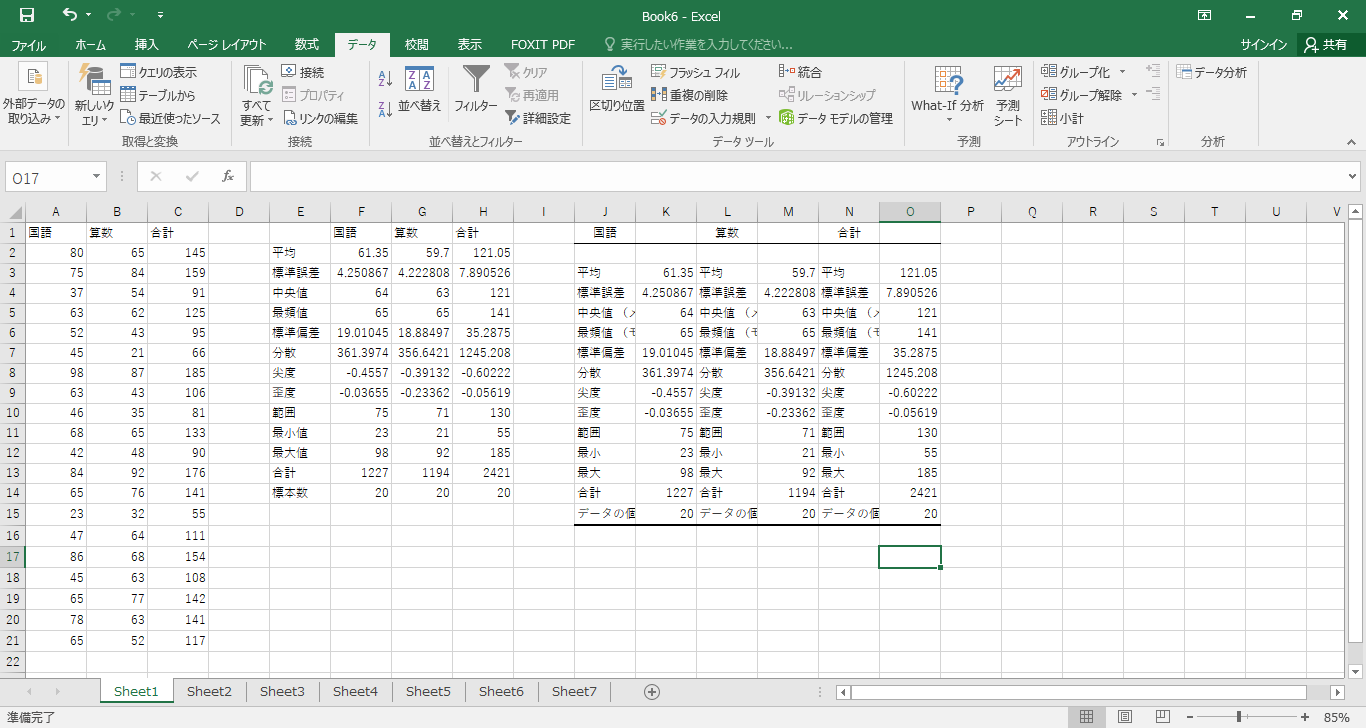 Book6 - Excel
ファイル ホーム 挿入 ページ レイアウト 数式 データ 校閲 表示 FOXIT PDF 実行したい作業を入力してください... サインイン 共有
外部データの取り込み
新しいクエリ
クエリの表示
テーブルから
最近使ったソース
取得と変換
すべて更新
接続
プロパティ
リンクの編集
接続
並べ替え
フィルター
クリア
再適用
詳細設定
並べ替えとフィルター
区切り位置
フラッシュ フィル
重複の削除
データの入力規則
統合
リレーションシップ
データ モデルの管理
データ ツール
What-If 分析
予測シート
予測
グループ化
グループ解除
小計
アウトライン
データ分析
分析
O17 fx
A B C D E F G H I J K L M N O P Q R S T U V
1 国語 算数 合計 国語 算数 合計 国語 算数 合計
2 80 65 145 平均 61.35 59.7 121.05
3 75 84 159 標準誤差 4.250867 4.222808 7.890526 平均 61.35 平均 59.7 平均 121.05
4 37 54 91 中央値 64 63 121 標準誤差 4.250867 標準誤差 4.222808 標準誤差 7.890526
5 63 62 125 最頻値 65 65 141 中央値 （メ 64 中央値 （メ 63 中央値 （メ 121
6 52 43 95 標準偏差 19.01045 18.88497 35.2875 最頻値 （モ 65 最頻値 （モ 65 最頻値 （モ 141
7 45 21 66 分散 361.3974 356.6421 1245.208 標準偏差 19.01045 標準偏差 18.88497 標準偏差 35.2875
8 98 87 185 尖度 -0.4557 -0.39132 -0.60222 分散 361.3974 分散 356.6421 分散 1245.208
9 63 43 106 歪度 -0.03655 -0.23362 -0.05619 尖度 -0.4557 尖度 -0.39132 尖度 -0.60222
10 46 35 81 範囲 75 71 130 歪度 -0.03655 歪度 -0.23362 歪度 -0.05619
11 68 65 133 最小値 23 21 55 範囲 75 範囲 71 範囲 130
12 42 48 90 最大値 98 92 185 最小 23 最小 21 最小 55
13 84 92 176 合計 1227 1194 2421 最大 98 最大 92 最大 185
14 65 76 141 標本数 20 20 20 合計 1227 合計 1194 合計 2421
15 23 32 55 データの個 20 データの個 20 データの個 20
16 47 64 111
17 86 68 154
18 45 63 108
19 65 77 142
20 78 63 141
21 65 52 117
22
Sheet1 Sheet2 Sheet3 Sheet4 Sheet5 Sheet6 Sheet7
準備完了 85%